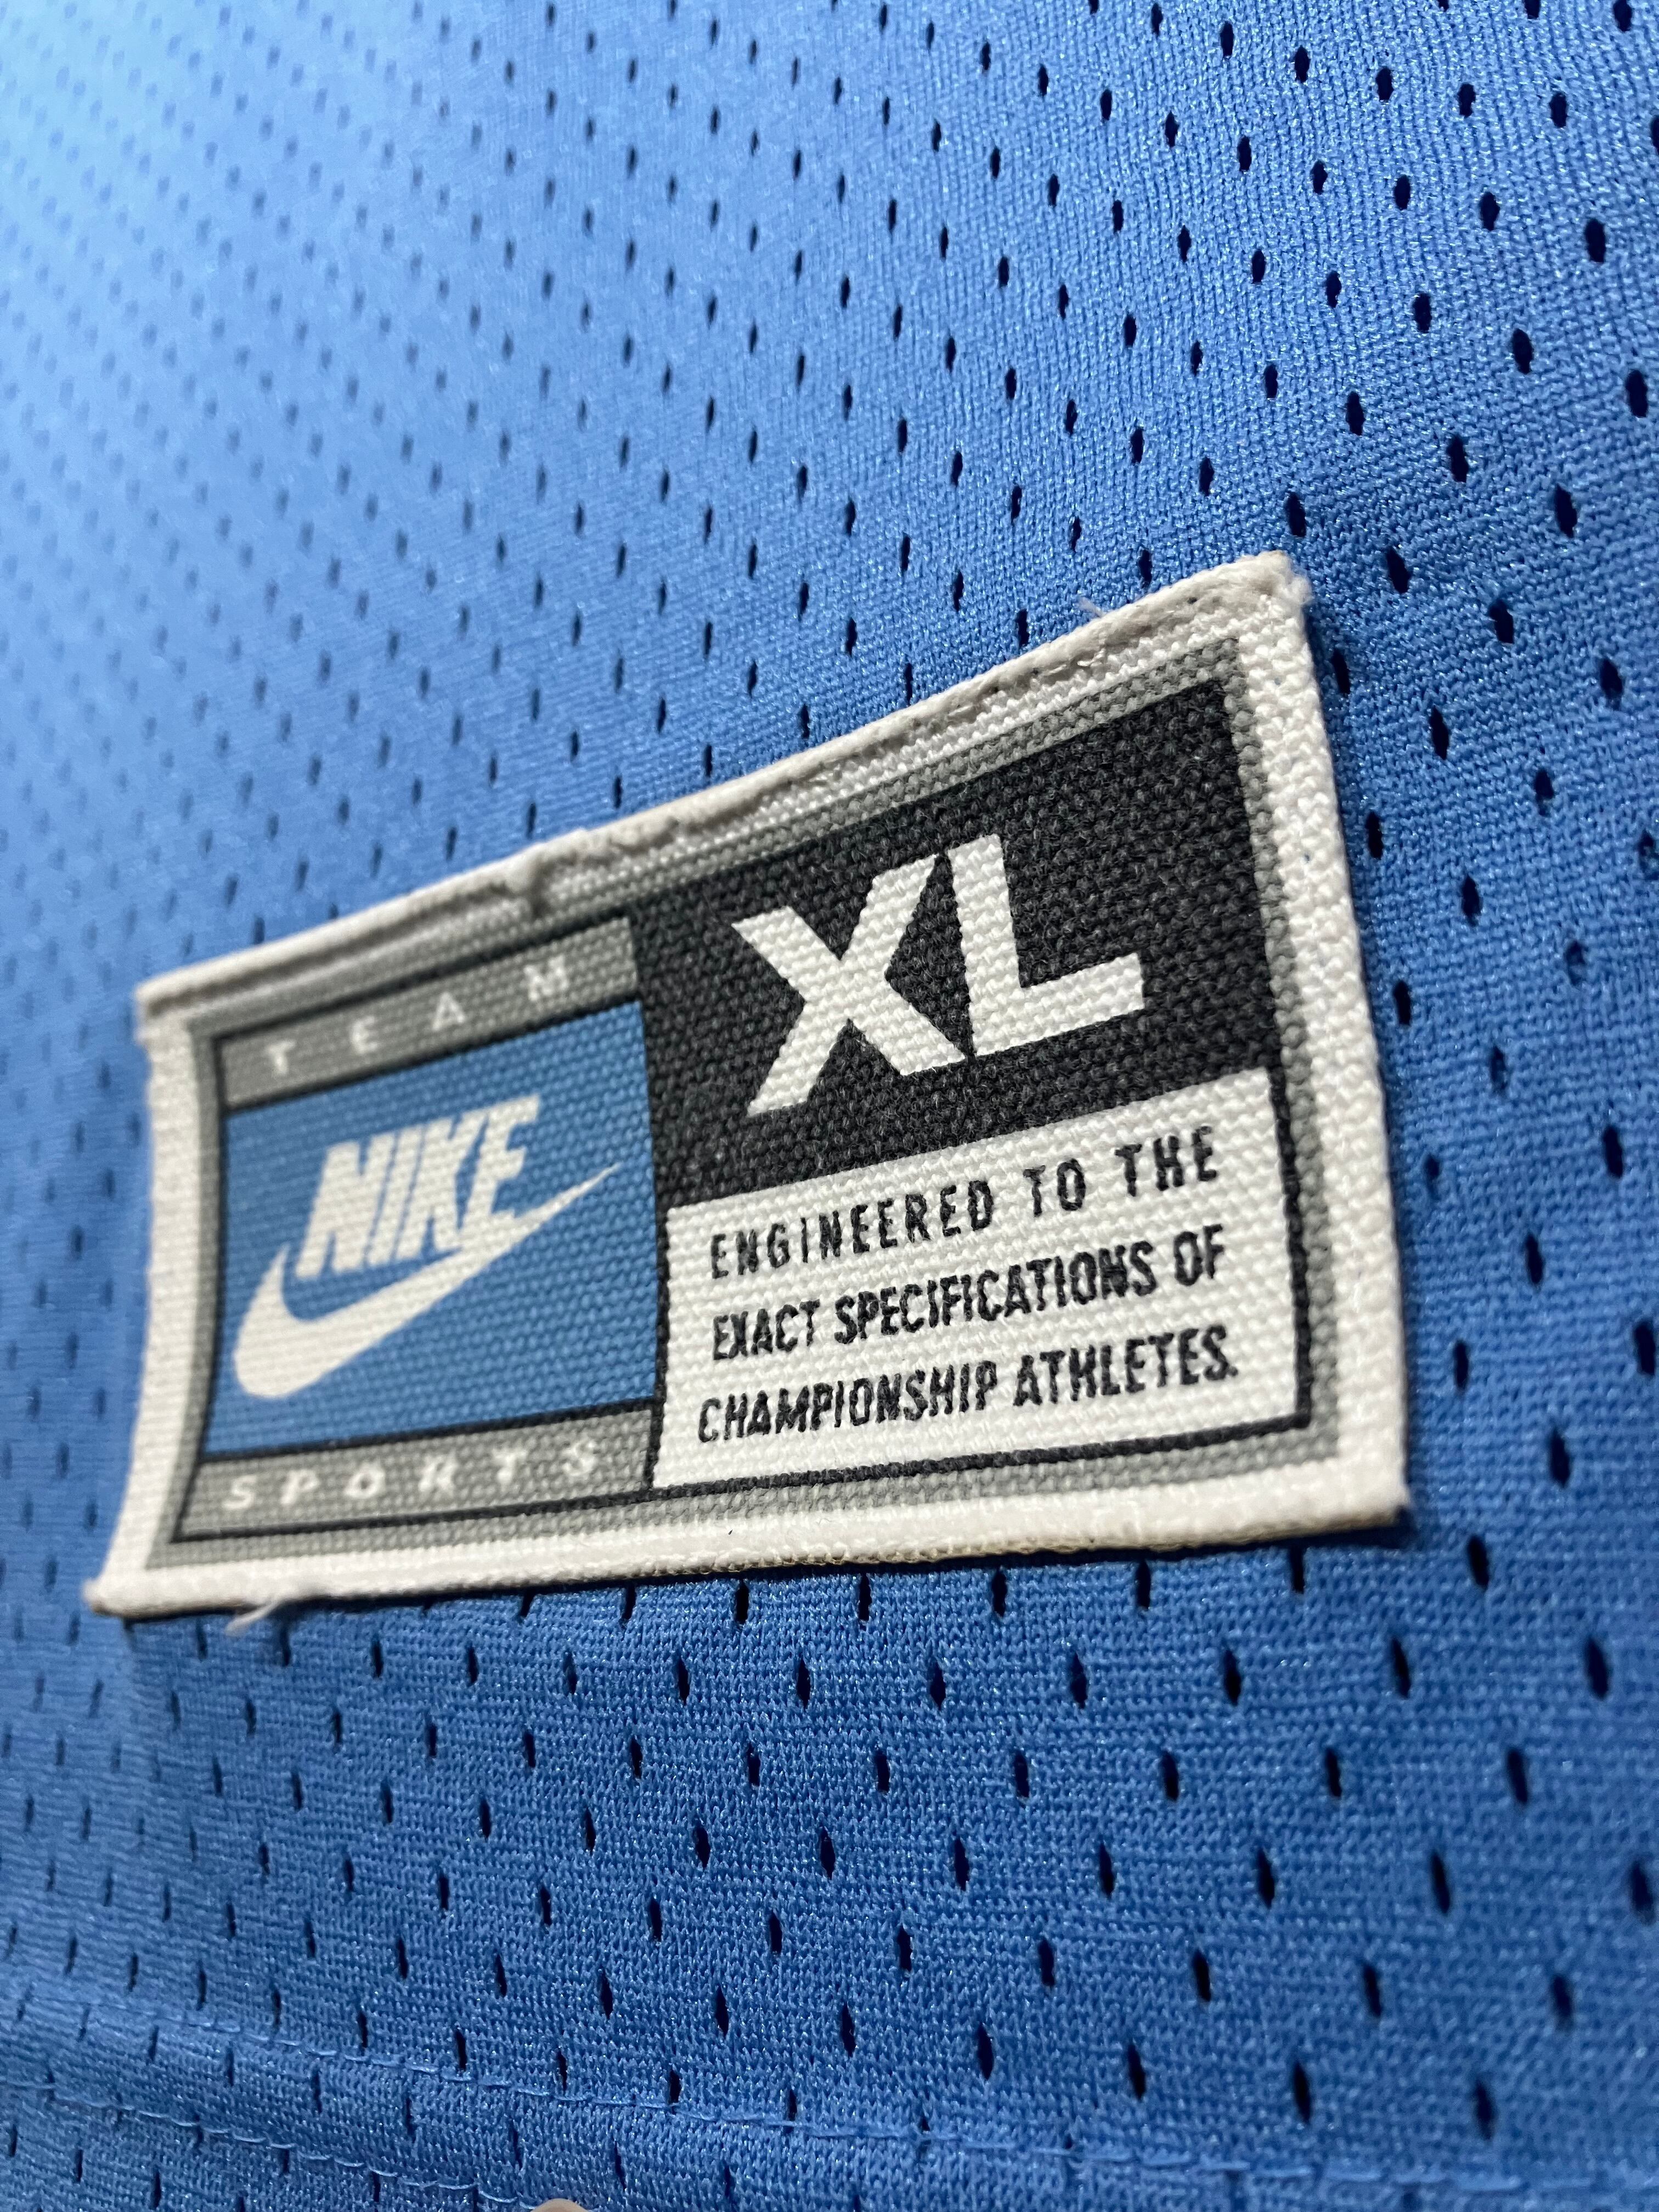 TEAM
NIKE
SPORTS
XL
ENGINEERED TO THE
EXACT SPECIFICATIONS OF
CHAMPIONSHIP ATHLETES.